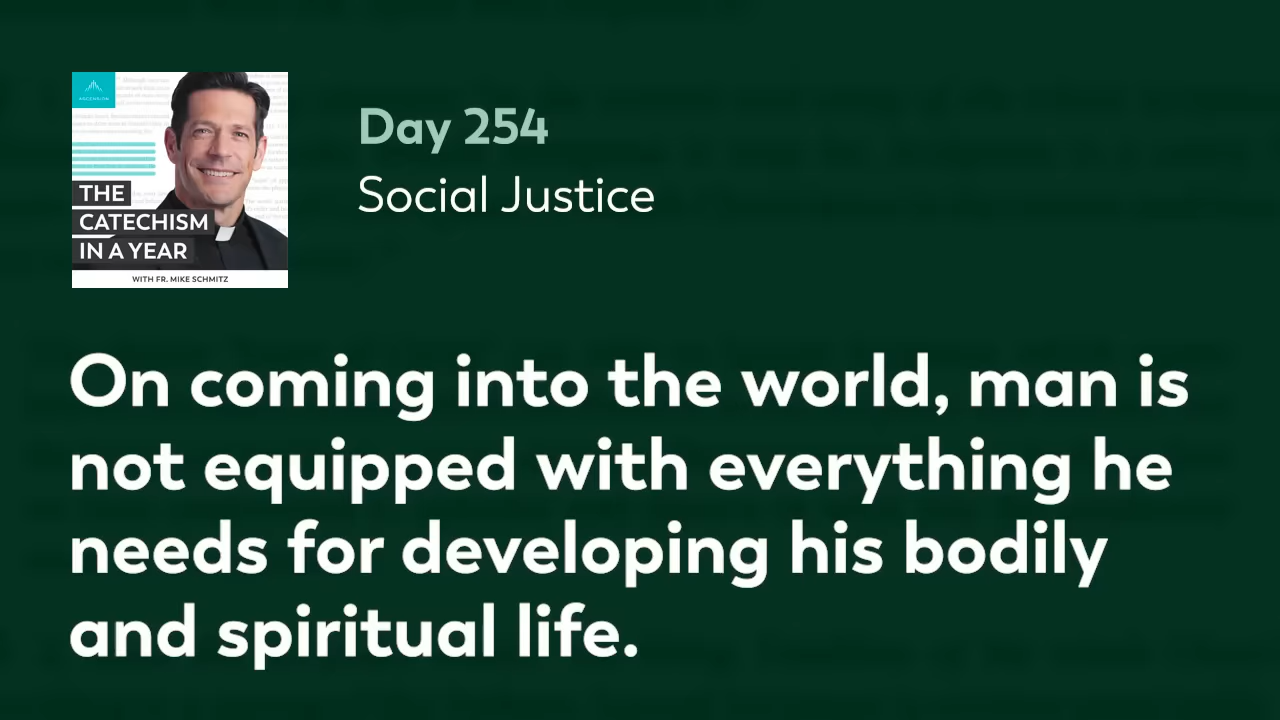 ASCENSION
THE
CATECHISM
IN A YEAR
WITH FR. MIKE SCHMITZ
Day 254
Social Justice
On coming into the world, man is
not equipped with everything he
needs for developing his bodily
and spiritual life.